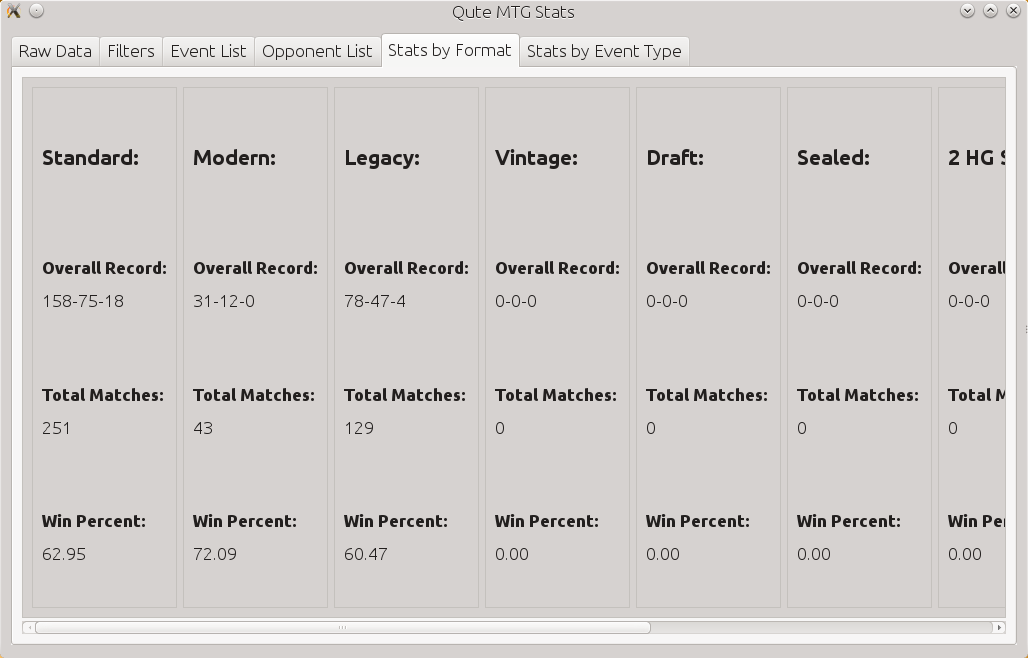 Qute MTG Stats
Raw Data
Filters
Event List
Opponent List
Stats by Format
Stats by Event Type
Standard:
Overall Record:
158-75-18
Total Matches:
251
Win Percent:
62.95
Modern:
Overall Record:
31-12-0
Total Matches:
43
Win Percent:
72.09
Legacy:
Overall Record:
78-47-4
Total Matches:
129
Win Percent:
60.47
Vintage:
Overall Record:
0-0-0
Total Matches:
0
Win Percent:
0.00
Draft:
Overall Record:
0-0-0
Total Matches:
0
Win Percent:
0.00
Sealed:
Overall Record:
0-0-0
Total Matches:
0
Win Percent:
0.00
2 HG
Overall
0-0-0
Total
0
Win
0.00